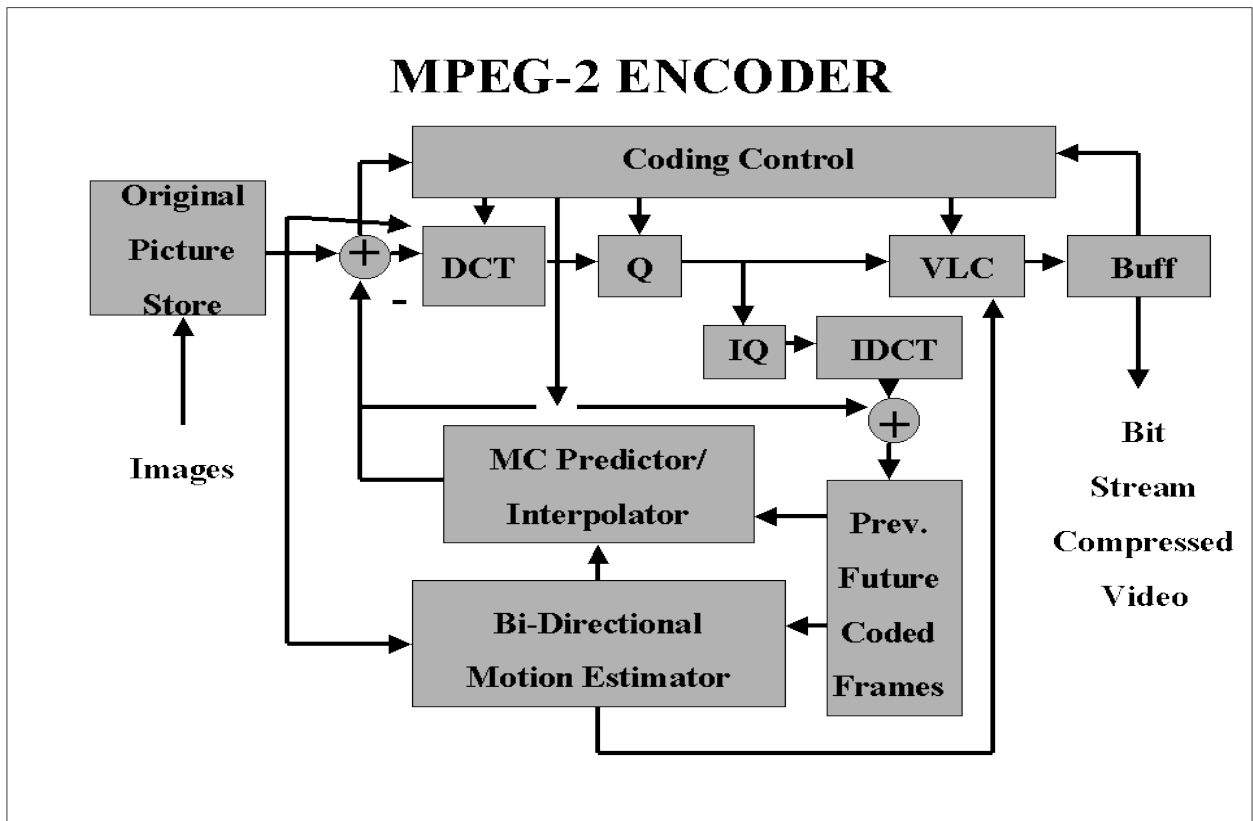 MPEG-2 ENCODER
Coding Control
Original
Picture
Store
+
-
DCT
Q
VLC
Buff
IQ
IDCT
+
Images
MC Predictor/
Interpolator
Prev.
Future
Coded
Frames
Bi-Directional
Motion Estimator
Bit
Stream
Compressed
Video